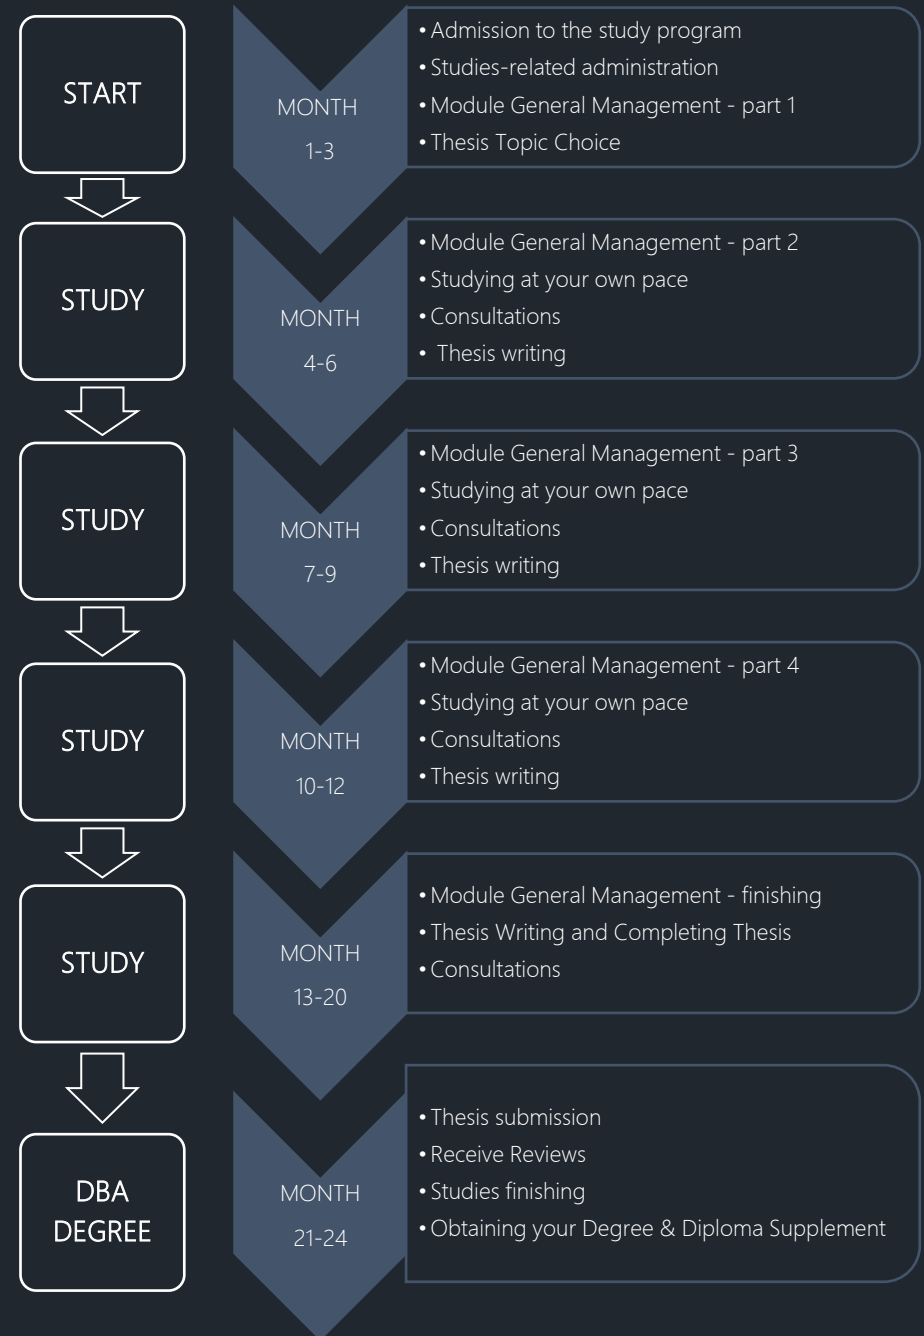 START
MONTH
1-3
• Admission to the study program
• Studies-related administration
• Module General Management - part 1
• Thesis Topic Choice
STUDY
MONTH
4-6
• Module General Management - part 2
• Studying at your own pace
• Consultations
• Thesis writing
STUDY
MONTH
7-9
• Module General Management - part 3
• Studying at your own pace
• Consultations
• Thesis writing
STUDY
MONTH
10-12
• Module General Management - part 4
• Studying at your own pace
• Consultations
• Thesis writing
STUDY
MONTH
13-20
• Module General Management - finishing
• Thesis Writing and Completing Thesis
• Consultations
DBA
DEGREE
MONTH
21-24
• Thesis submission
• Receive Reviews
• Studies finishing
• Obtaining your Degree & Diploma Supplement